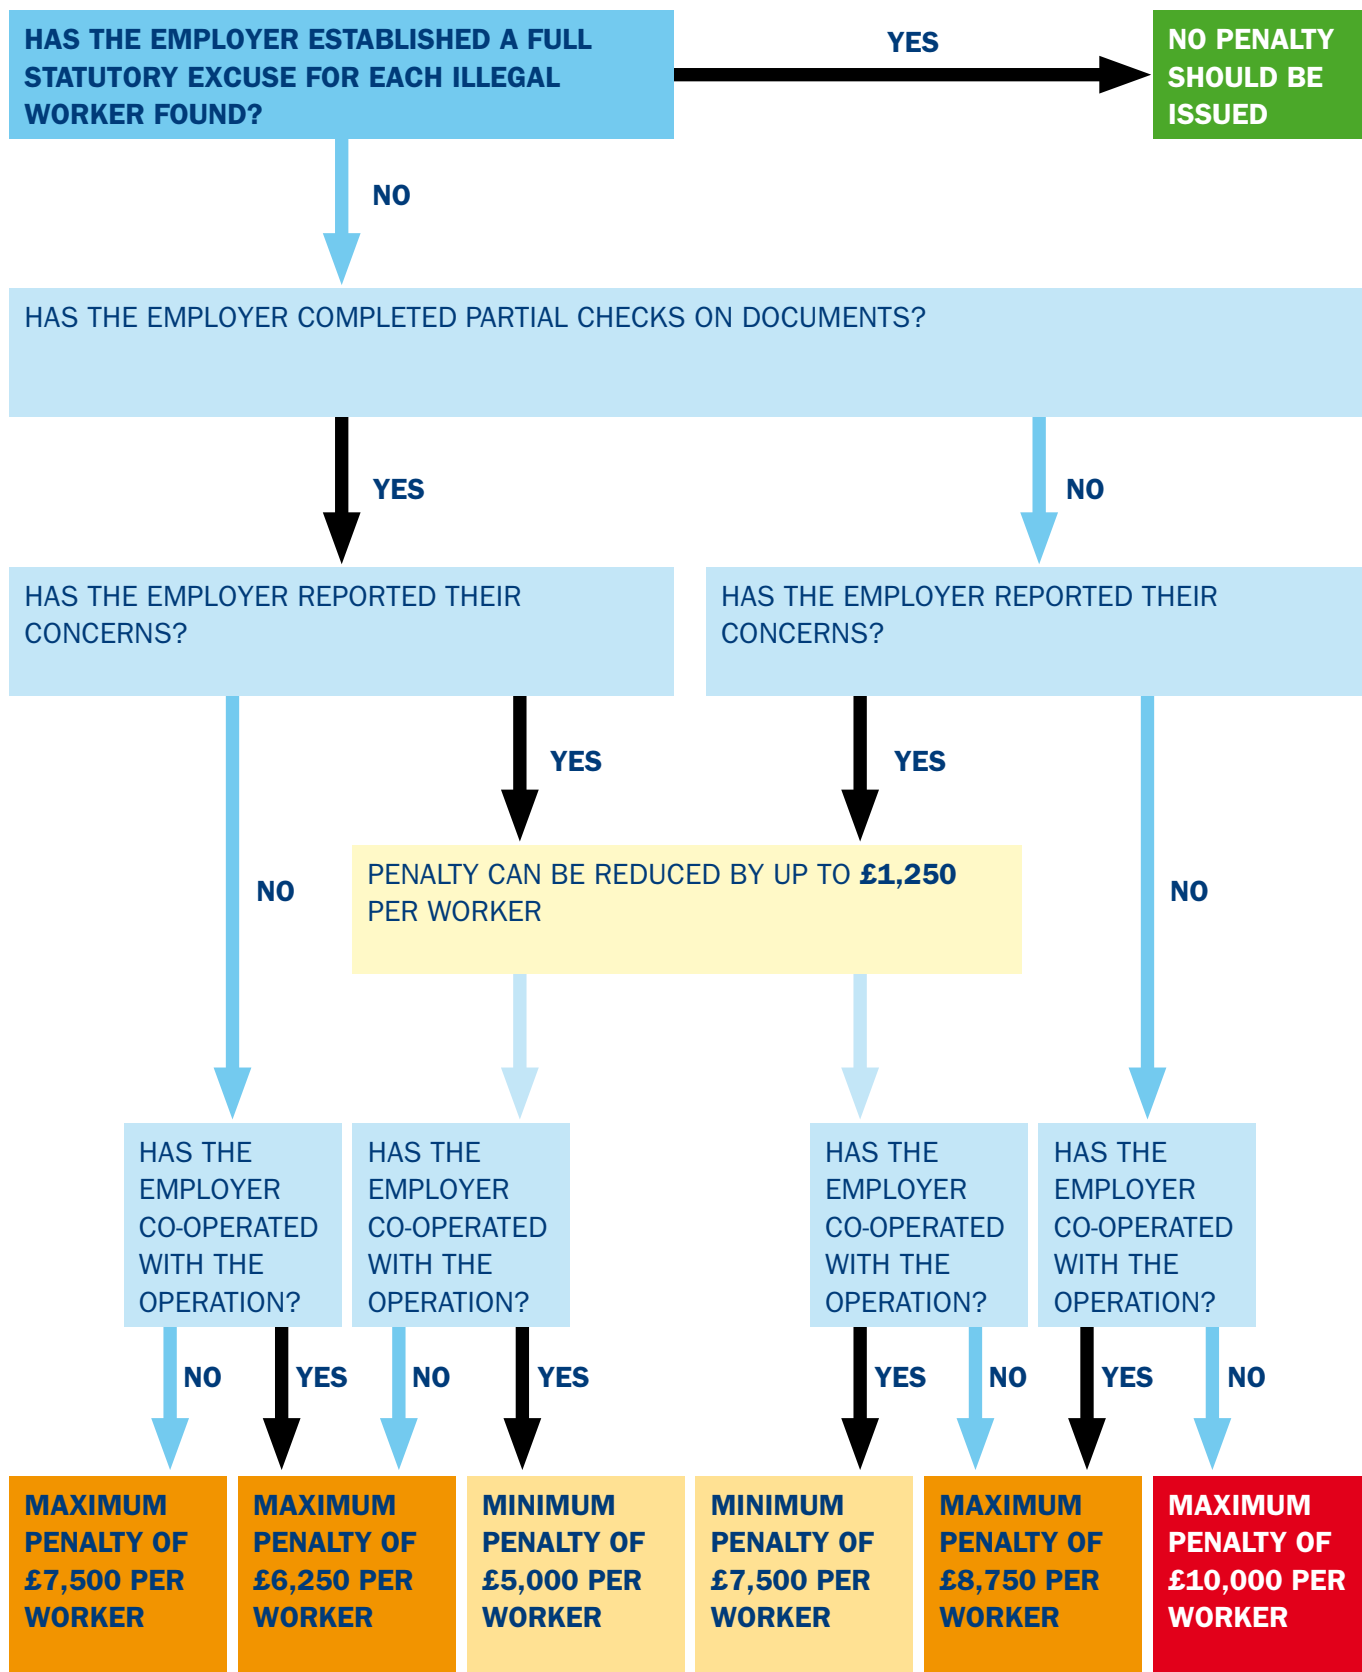 HAS THE EMPLOYER ESTABLISHED A FULL
STATUTORY EXCUSE FOR EACH ILLEGAL
WORKER FOUND?
YES
NO PENALTY
SHOULD BE
ISSUED
NO
HAS THE EMPLOYER COMPLETED PARTIAL CHECKS ON DOCUMENTS?
YES
NO
HAS THE EMPLOYER REPORTED THEIR
CONCERNS?
HAS THE EMPLOYER REPORTED THEIR
CONCERNS?
YES
YES
NO
PENALTY CAN BE REDUCED BY UP TO £1,250
PER WORKER
NO
HAS THE
EMPLOYER
CO-OPERATED
WITH THE
OPERATION?
HAS THE
EMPLOYER
CO-OPERATED
WITH THE
OPERATION?
HAS THE
EMPLOYER
CO-OPERATED
WITH THE
OPERATION?
HAS THE
EMPLOYER
CO-OPERATED
WITH THE
OPERATION?
NO
YES
NO
YES
YES
NO
YES
NO
MAXIMUM
PENALTY OF
£7,500 PER
WORKER
MAXIMUM
PENALTY OF
£6,250 PER
WORKER
MINIMUM
PENALTY OF
£5,000 PER
WORKER
MINIMUM
PENALTY OF
£7,500 PER
WORKER
MAXIMUM
PENALTY OF
£8,750 PER
WORKER
MAXIMUM
PENALTY OF
£10,000 PER
WORKER